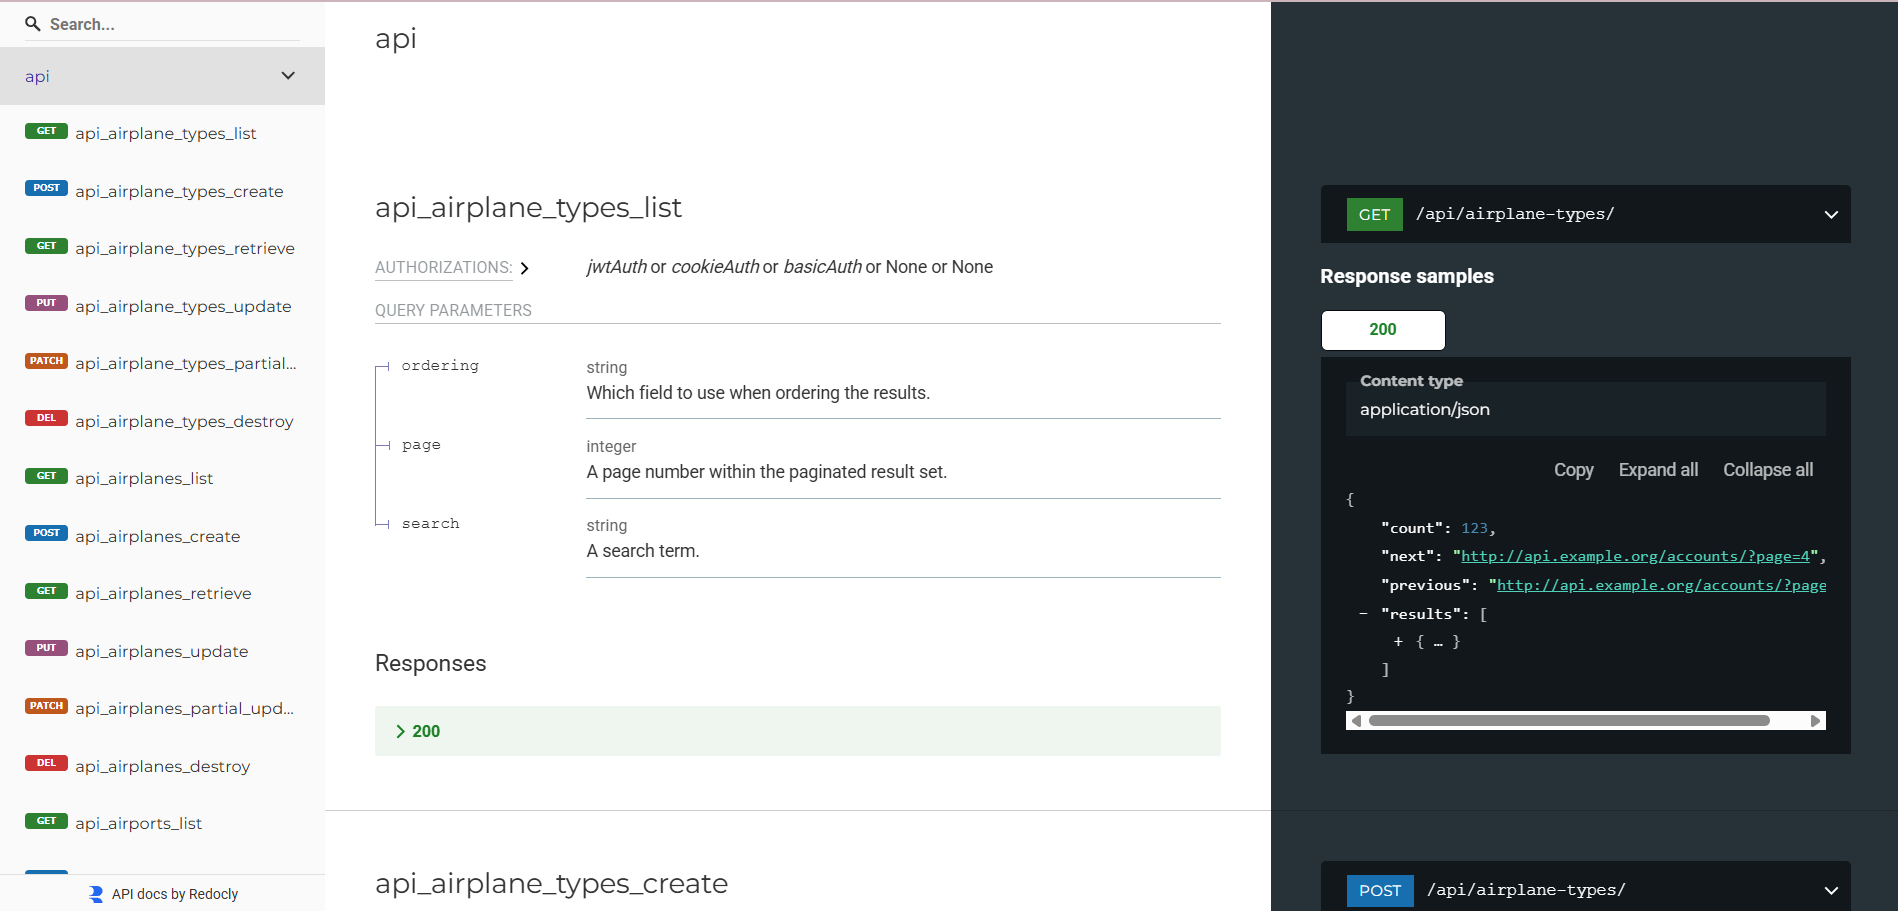 Search...
api
GET api_airplane_types_list
POST api_airplane_types_create
GET api_airplane_types_retrieve
PUT api_airplane_types_update
PATCH api_airplane_types_partial...
DEL api_airplane_types_destroy
GET api_airplanes_list
POST api_airplanes_create
GET api_airplanes_retrieve
PUT api_airplanes_update
PATCH api_airplanes_partial_upd...
DEL api_airplanes_destroy
GET api_airports_list
API docs by Redocly
api
api_airplane_types_list
AUTHORIZATIONS: jwtAuth or cookieAuth or basicAuth or None or None
QUERY PARAMETERS
ordering string
Which field to use when ordering the results.
page integer
A page number within the paginated result set.
search string
A search term.
Responses
200
api_airplane_types_create
GET /api/airplane-types/
Response samples
200
Content type
application/json
Copy Expand all Collapse all
{
"count": 123,
"next": "http://api.example.org/accounts/?page=4",
"previous": "http://api.example.org/accounts/?page
- "results": [
+ { … }
]
}
POST /api/airplane-types/